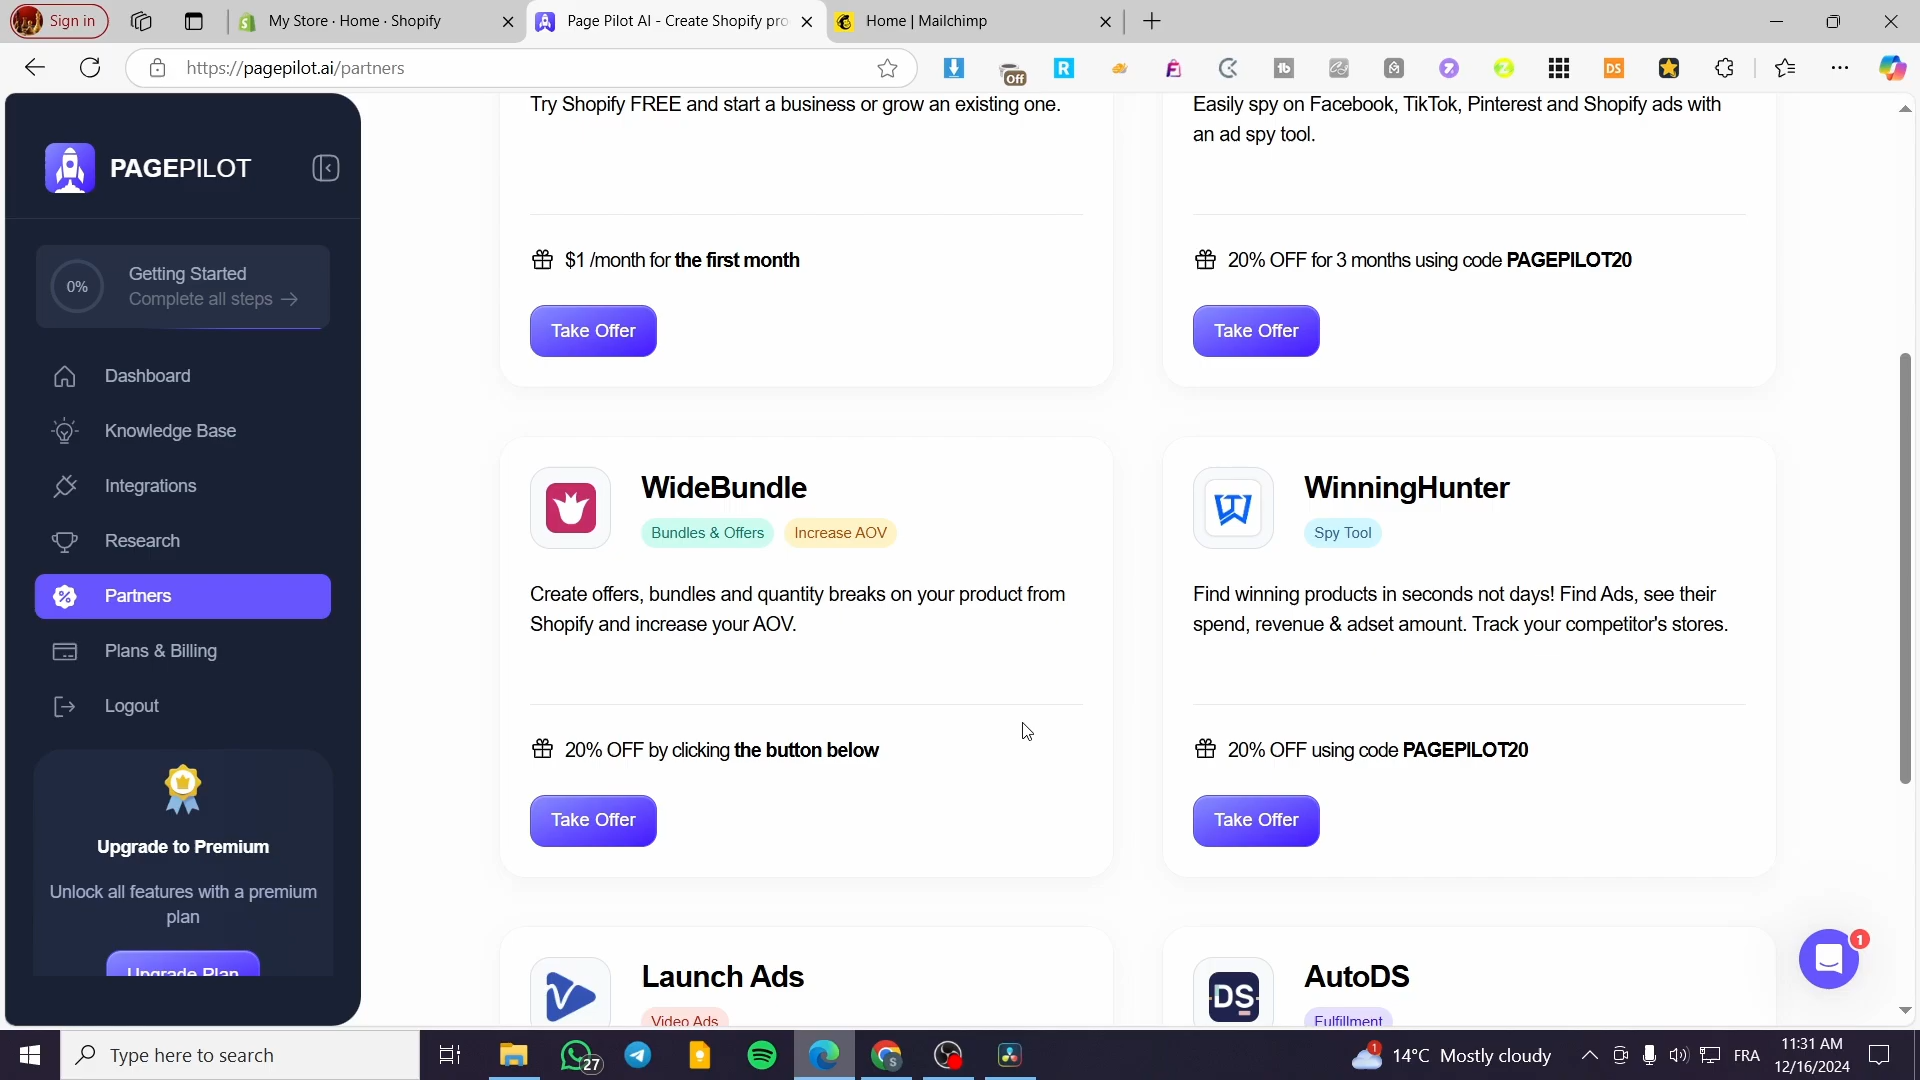 Sign in
My Store · Home · Shopify
Page Pilot AI - Create Shopify pro
Home | Mailchimp
https://pagepilot.ai/partners
Off
R
tb
DS
PAGEPILOT
0%
Getting Started
Complete all steps →
Dashboard
Knowledge Base
Integrations
Research
Partners
Plans & Billing
Logout
Upgrade to Premium
Unlock all features with a premium
plan
Upgrade Plan
Try Shopify FREE and start a business or grow an existing one.
$1 /month for the first month
Take Offer
Easily spy on Facebook, TikTok, Pinterest and Shopify ads with
an ad spy tool.
20% OFF for 3 months using code PAGEPILOT20
Take Offer
WideBundle
Bundles & Offers
Increase AOV
Create offers, bundles and quantity breaks on your product from
Shopify and increase your AOV.
20% OFF by clicking the button below
Take Offer
WinningHunter
Spy Tool
Find winning products in seconds not days! Find Ads, see their
spend, revenue & adset amount. Track your competitor's stores.
20% OFF using code PAGEPILOT20
Take Offer
Launch Ads
Video Ads
DS
AutoDS
Fulfillment
1
Type here to search
27
S
1
14°C Mostly cloudy
FRA
11:31 AM
12/16/2024